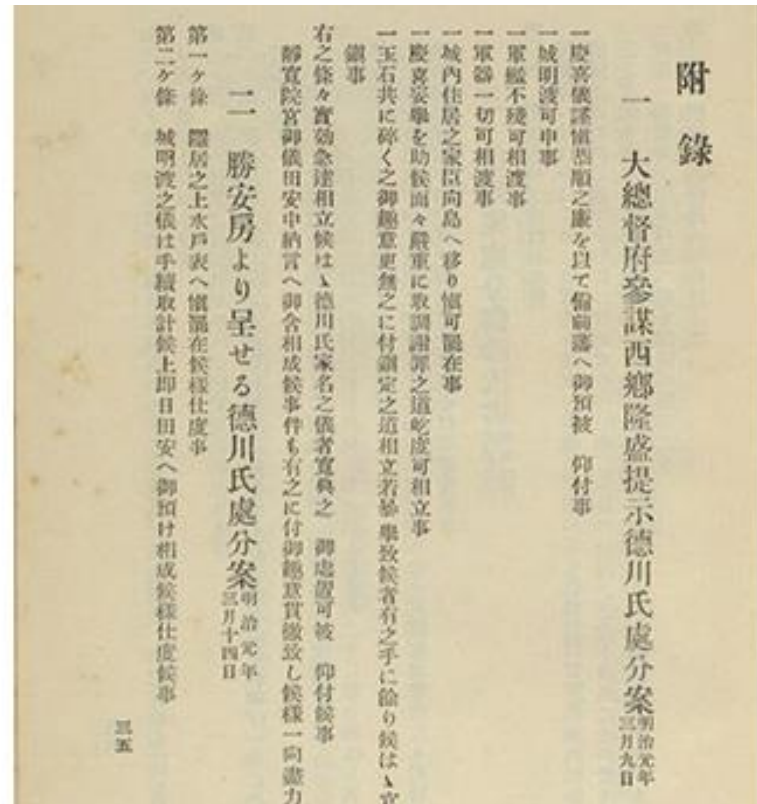 附錄
一 大總督府參謀西鄕隆盛提示德川氏處分案 明治元年三月九日
一慶喜儀謹愼恭順之廉を以て備前藩へ御預被 仰付事
一城明渡可申事
一軍艦不殘可相渡事
一軍器一切可相渡事
一城內住居之家臣向島へ移り愼可罷在事
一慶喜妄擧を助候面々嚴重に取調謝罪之道屹度可相立事
一玉石共に砕く之御趣意更無之に付鎭定之道相立若暴擧致候者有之手に餘り候はゝ官
鎭事
右之條々實効急速相立候はゝ德川氏家名之儀者寬典之 御處置可被 仰付候事
靜寬院宮御儀田安中納言へ御含相成候事件も有之に付御趣意貫徹致し候樣一向盡力
二 勝安房より呈せる德川氏處分案 明治元年三月十四日
第一ケ條 隱居之上水戶表へ愼罷在候樣仕度事
第二ケ條 城明渡之儀は手續取計候上即日田安へ御預け相成候樣仕度候事
三五